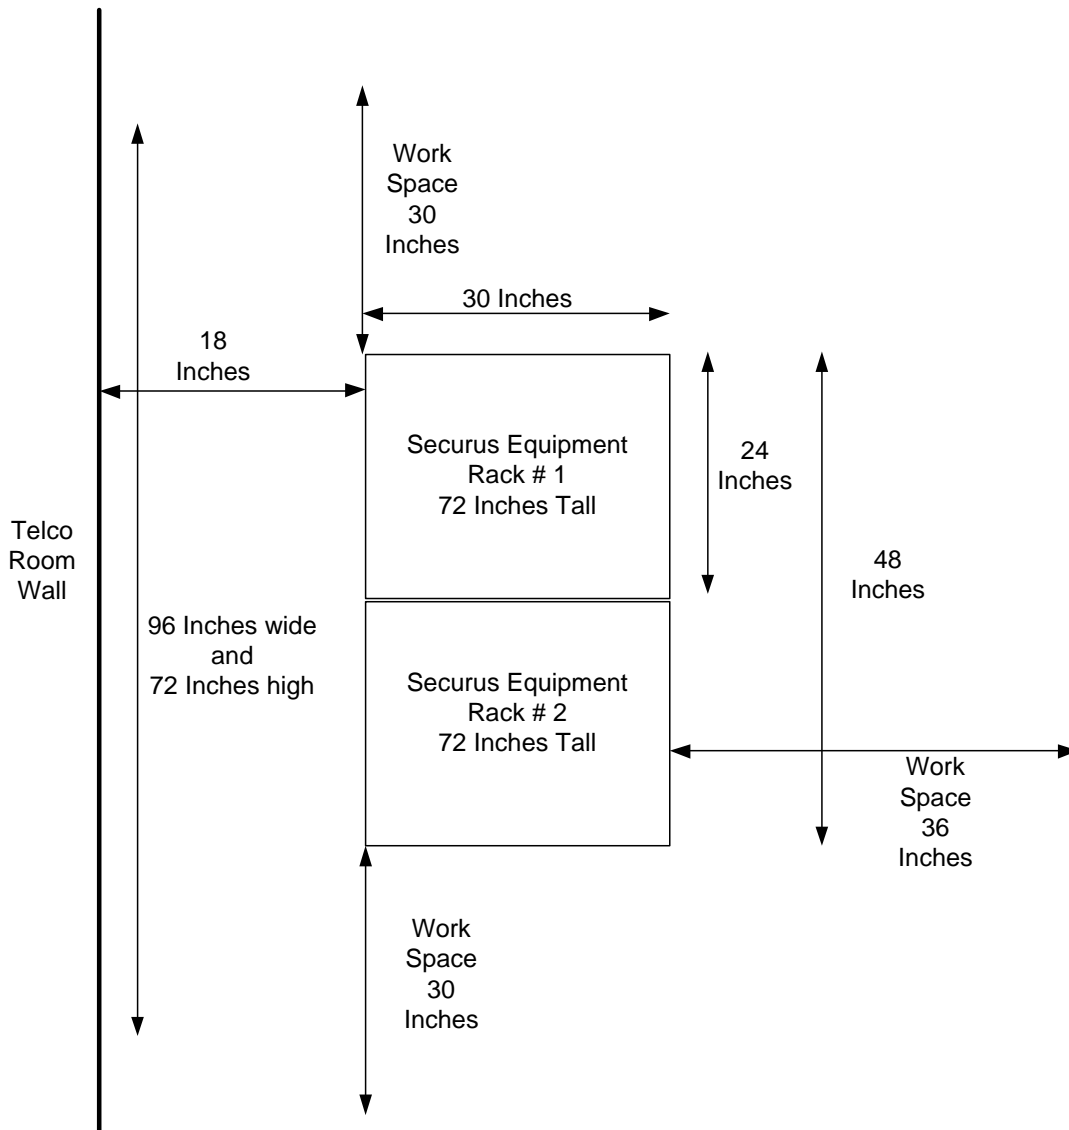 Work
Space
30
Inches
30 Inches
18
Inches
Securus Equipment
Rack # 1
72 Inches Tall
24
Inches
Telco
Room
Wall
48
Inches
96 Inches wide
and
72 Inches high
Securus Equipment
Rack # 2
72 Inches Tall
Work
Space
36
Inches
Work
Space
30
Inches